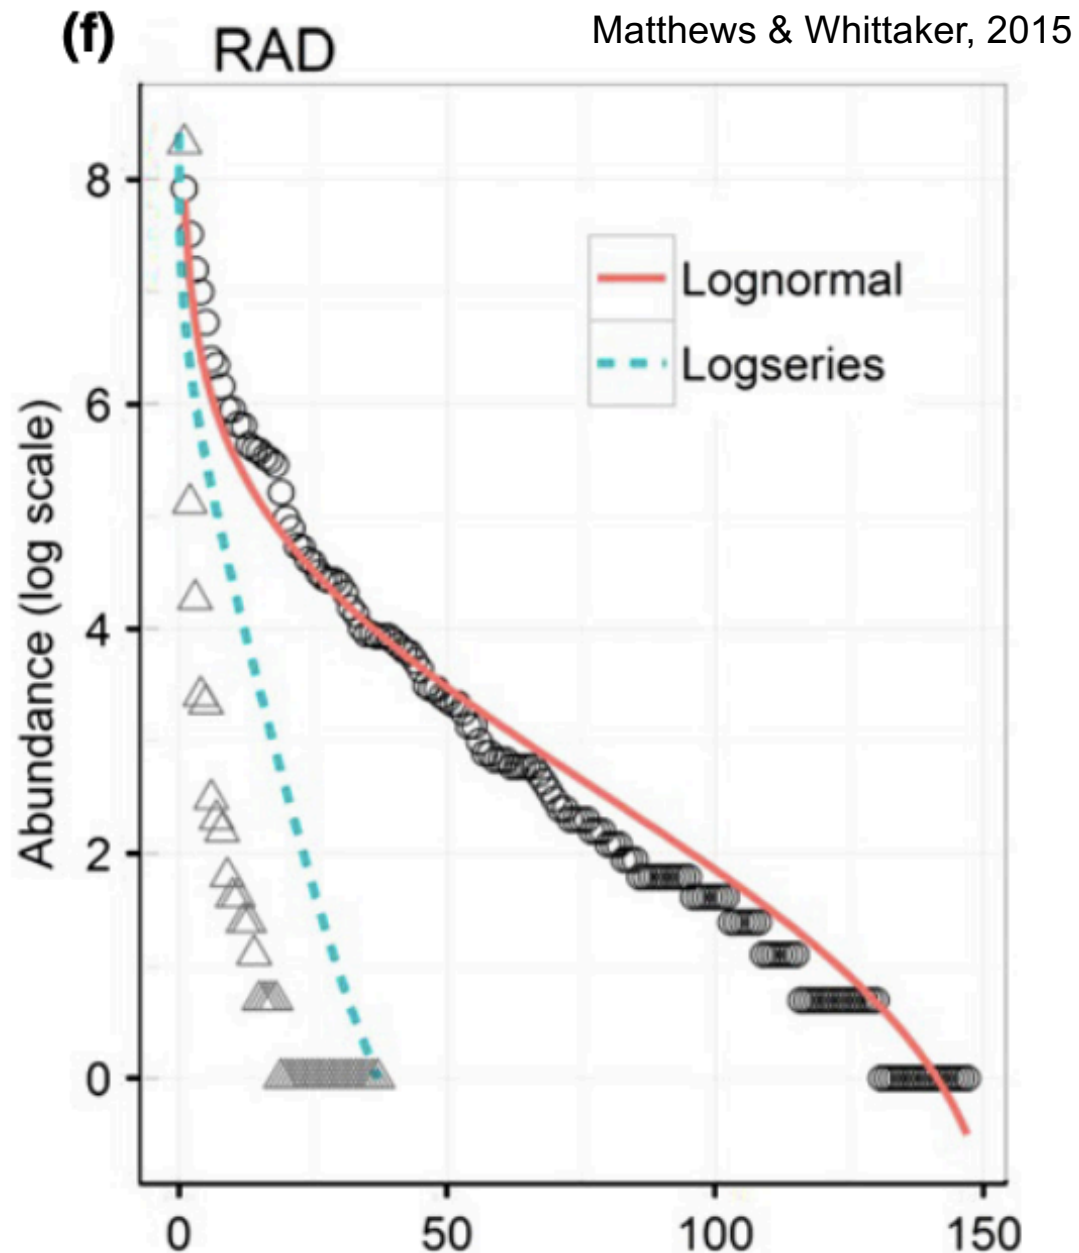 (f)
RAD
Matthews & Whittaker, 2015
Abundance (log scale)
8
6
4
2
0
Lognormal
Logseries
0
50
100
150